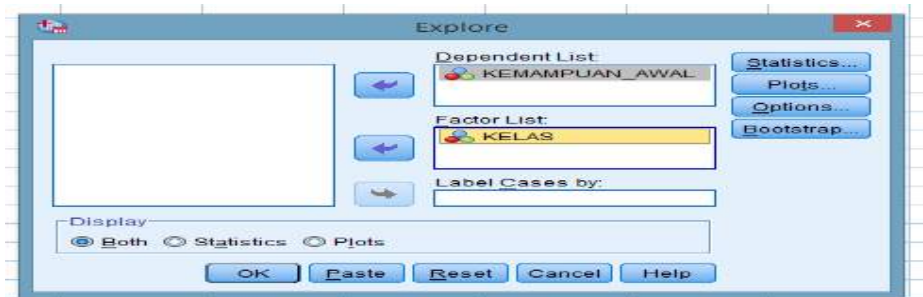 Explore
Dependent List:
KEMAMPUAN_AWAL
Factor List:
KELAS
Label Cases by:
Statistics...
Plots...
Options...
Bootstrap...
Display
Both Statistics Plots
OK Paste Reset Cancel Help